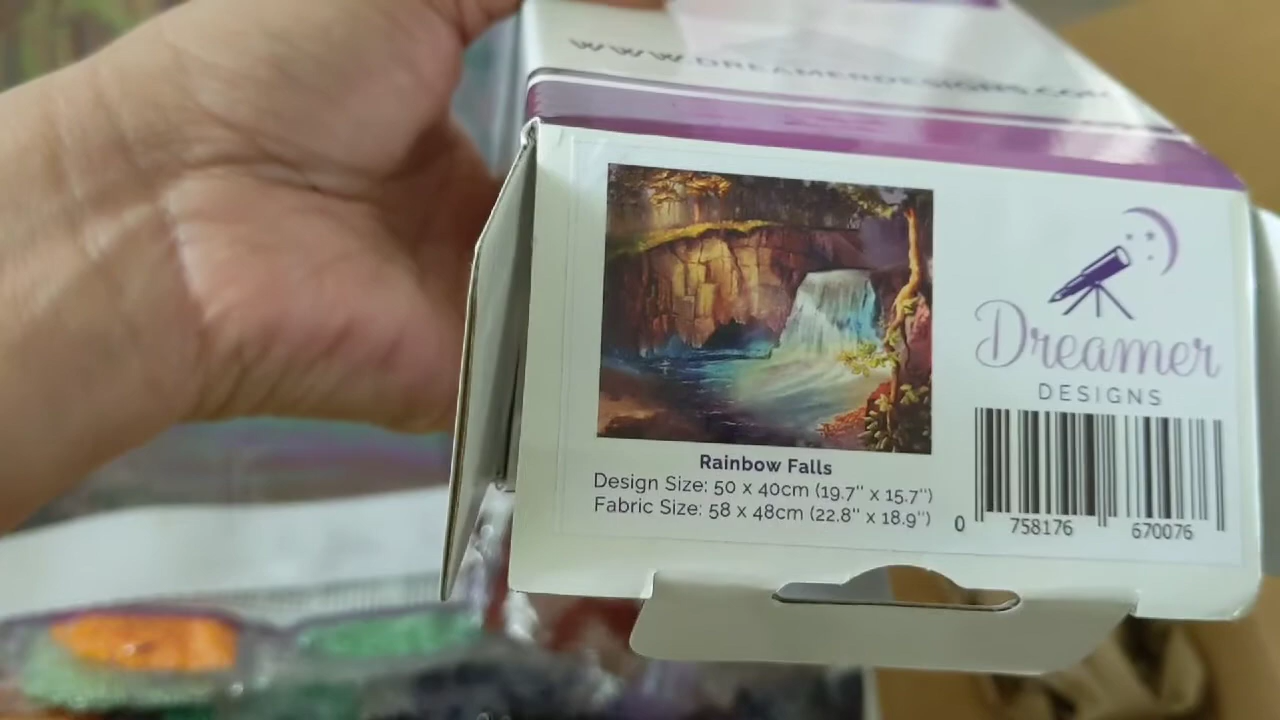 WWW.DREAMERDESIGNS.COM
Dreamer
DESIGNS
Rainbow Falls
Design Size: 50 x 40cm (19.7" x 15.7")
Fabric Size: 58 x 48cm (22.8" x 18.9")
0 758176 670076